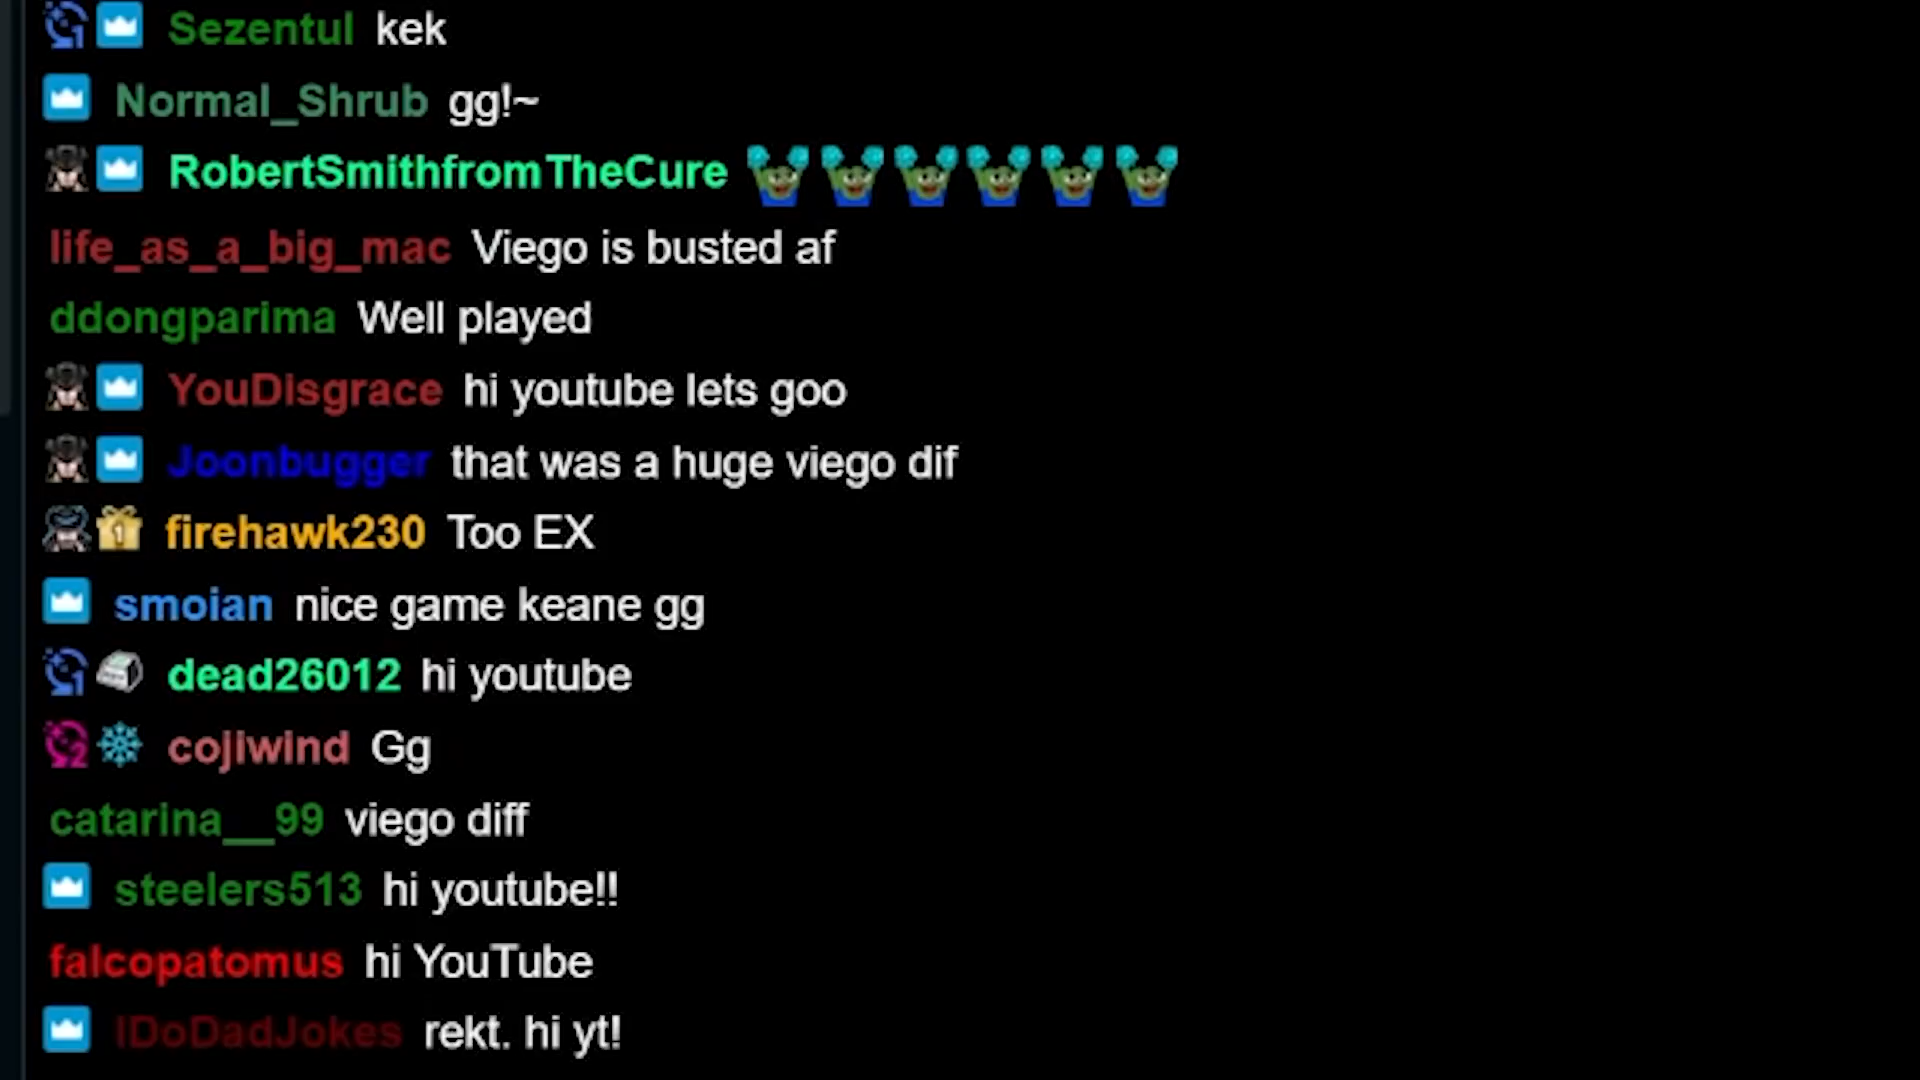 Sezentul kek
Normal_Shrub gg!~
RobertSmithfromTheCure
life_as_a_big_mac Viego is busted af
ddongparima Well played
YouDisgrace hi youtube lets goo
Joonbugger that was a huge viego dif
firehawk230 Too EX
smoian nice game keane gg
dead26012 hi youtube
cojiwind Gg
catarina__99 viego diff
steelers513 hi youtube!!
falcopatomus hi YouTube
IDoDadJokes rekt. hi yt!